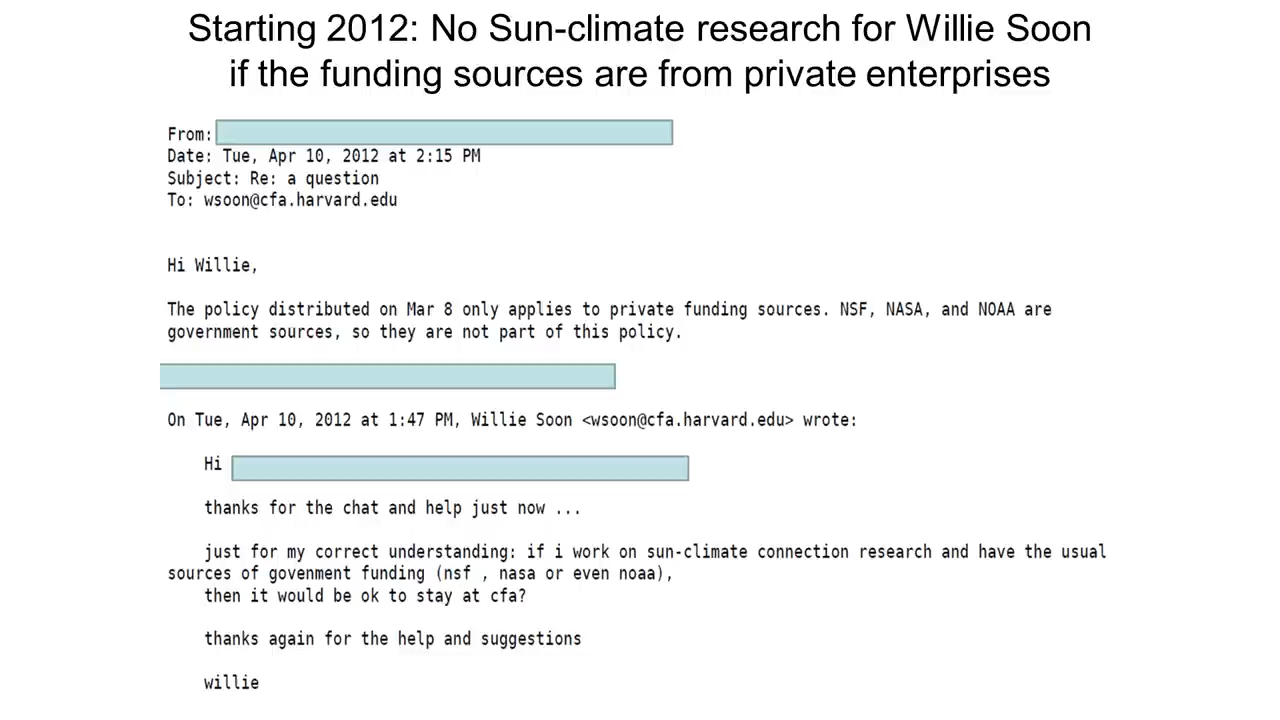 Starting 2012: No Sun-climate research for Willie Soon
if the funding sources are from private enterprises
From:
Date: Tue, Apr 10, 2012 at 2:15 PM
Subject: Re: a question
To: wsoon@cfa.harvard.edu
Hi Willie,
The policy distributed on Mar 8 only applies to private funding sources. NSF, NASA, and NOAA are
government sources, so they are not part of this policy.
On Tue, Apr 10, 2012 at 1:47 PM, Willie Soon <wsoon@cfa.harvard.edu> wrote:
Hi
thanks for the chat and help just now ...
just for my correct understanding: if i work on sun-climate connection research and have the usual
sources of govenment funding (nsf , nasa or even noaa),
then it would be ok to stay at cfa?
thanks again for the help and suggestions
willie